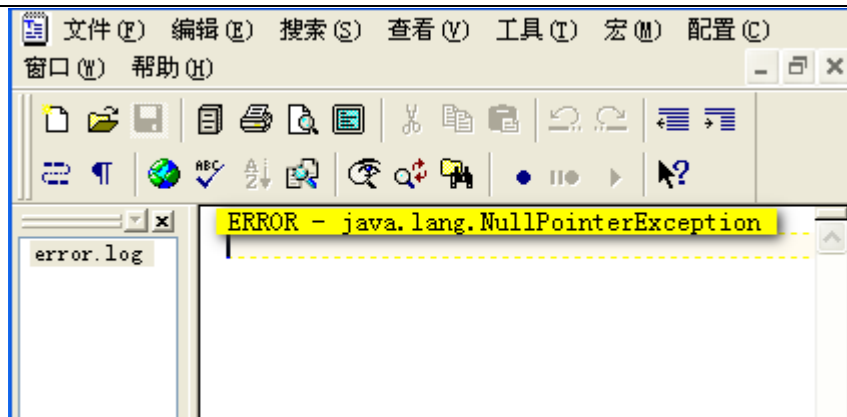 文件(F) 编辑(E) 搜索(S) 查看(V) 工具(T) 宏(M) 配置(C)
窗口(W) 帮助(H)
ABC
A
Z
error.log
ERROR - java.lang.NullPointerException